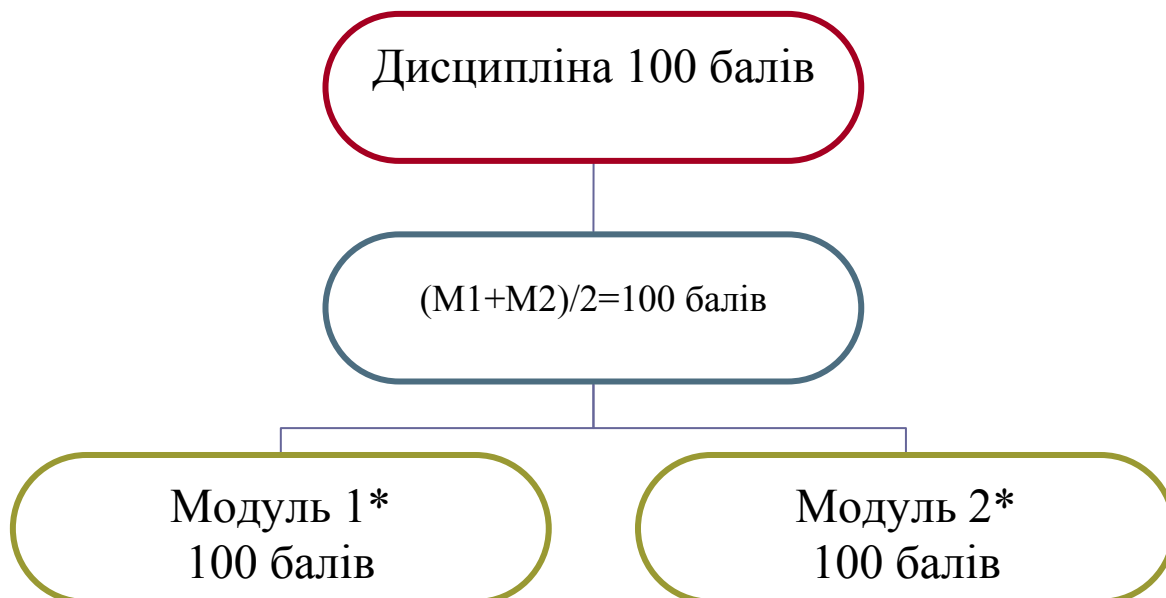 Дисципліна 100 балів
(М1+М2)/2=100 балів
Модуль 1*
100 балів
Модуль 2*
100 балів